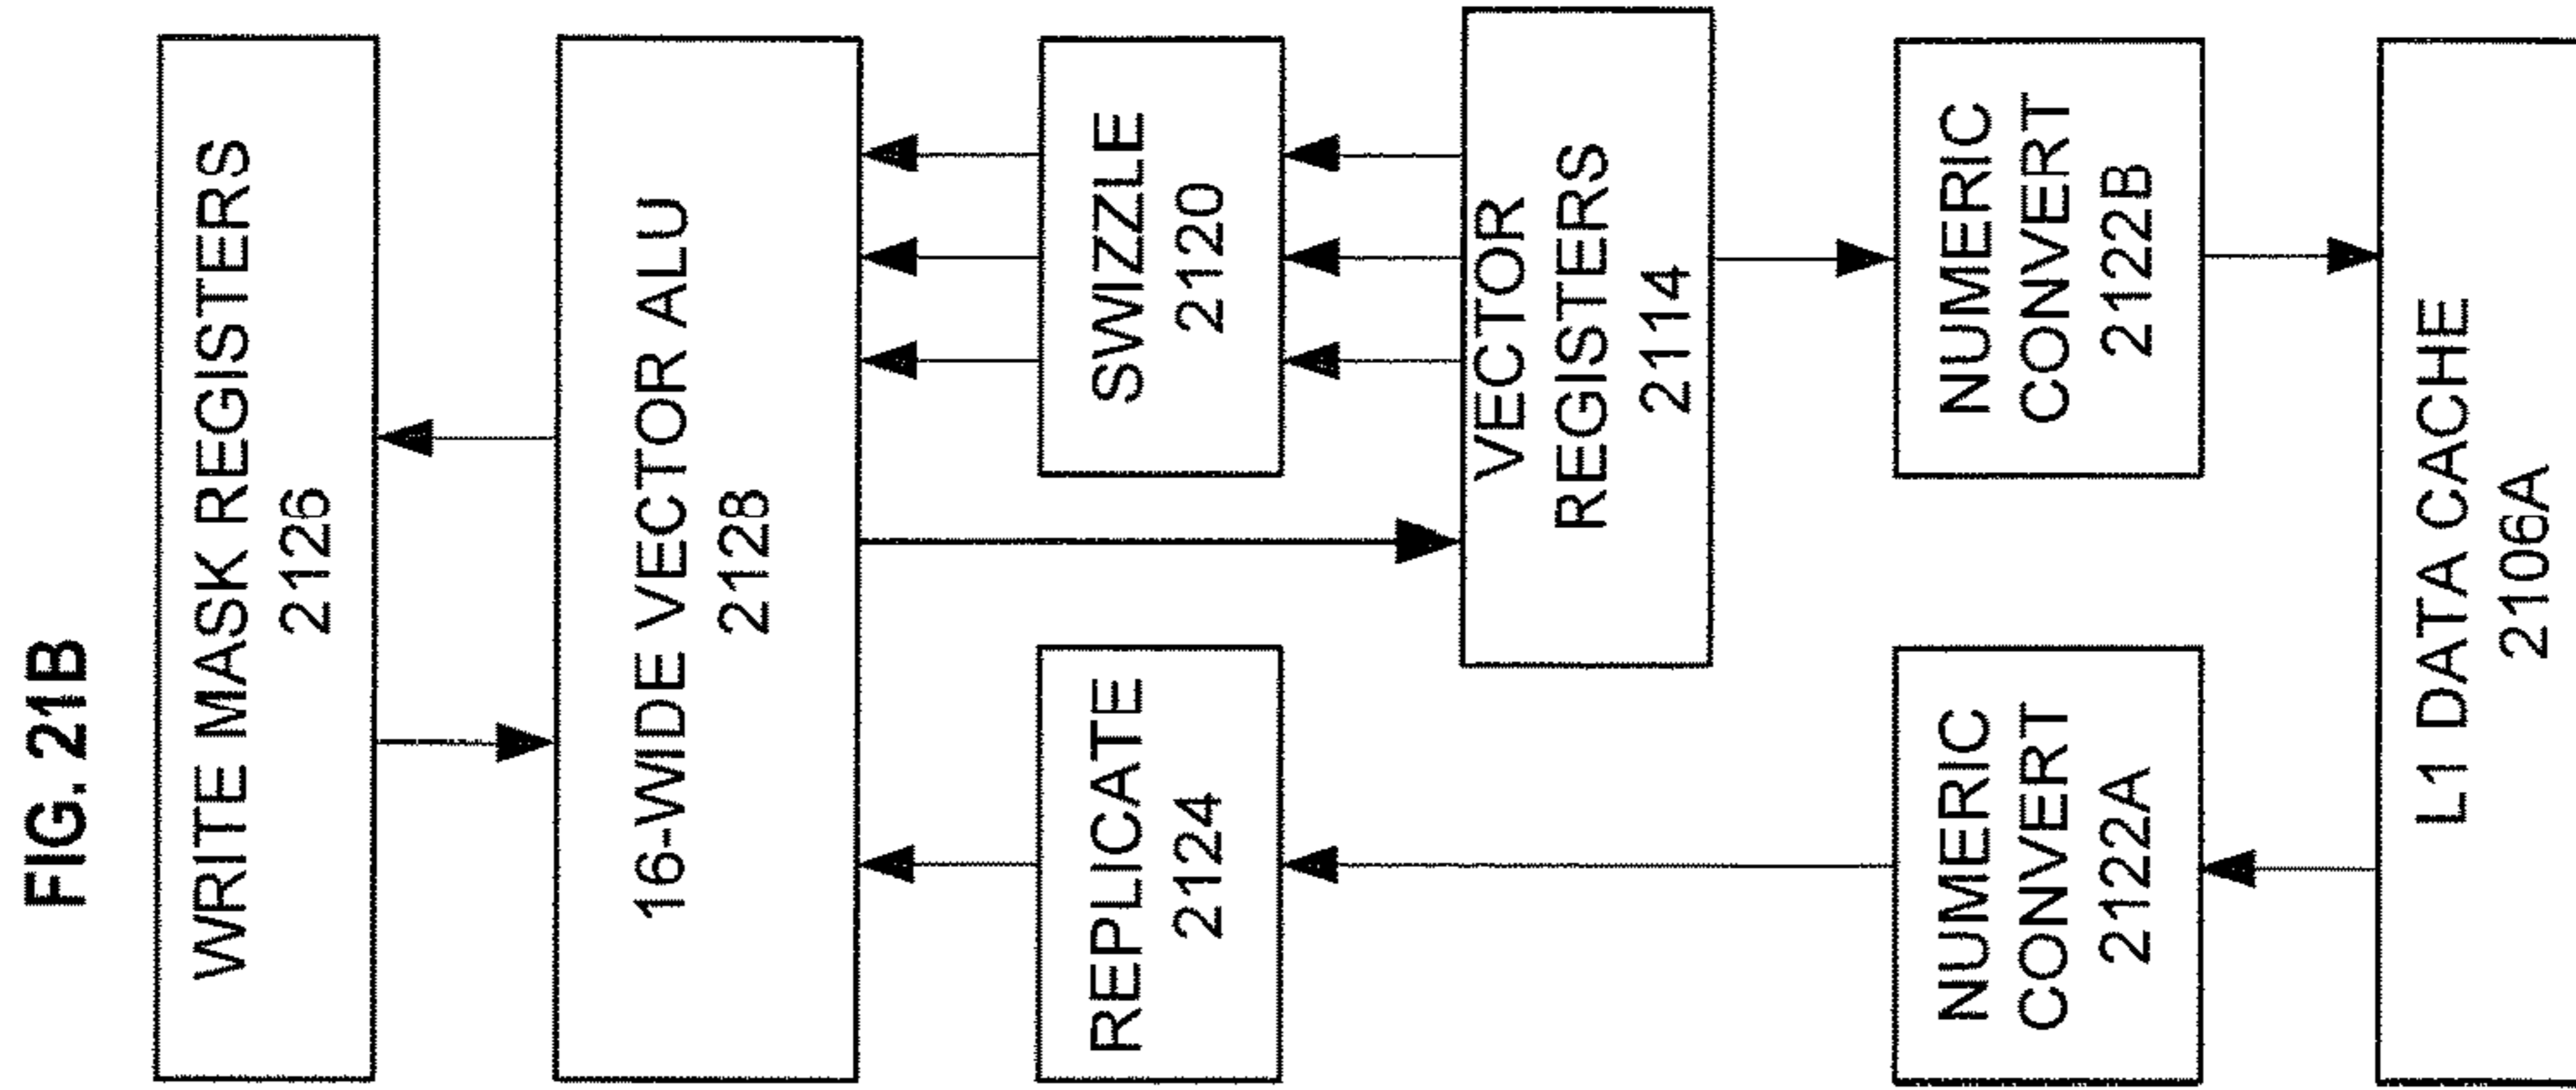 FIG. 21B
WRITE MASK REGISTERS
2126
16-WIDE VECTOR ALU
2128
REPLICATE
2124
SWIZZLE
2120
VECTOR
REGISTERS
2114
NUMERIC
CONVERT
2122A
NUMERIC
CONVERT
2122B
L1 DATA CACHE
2106A